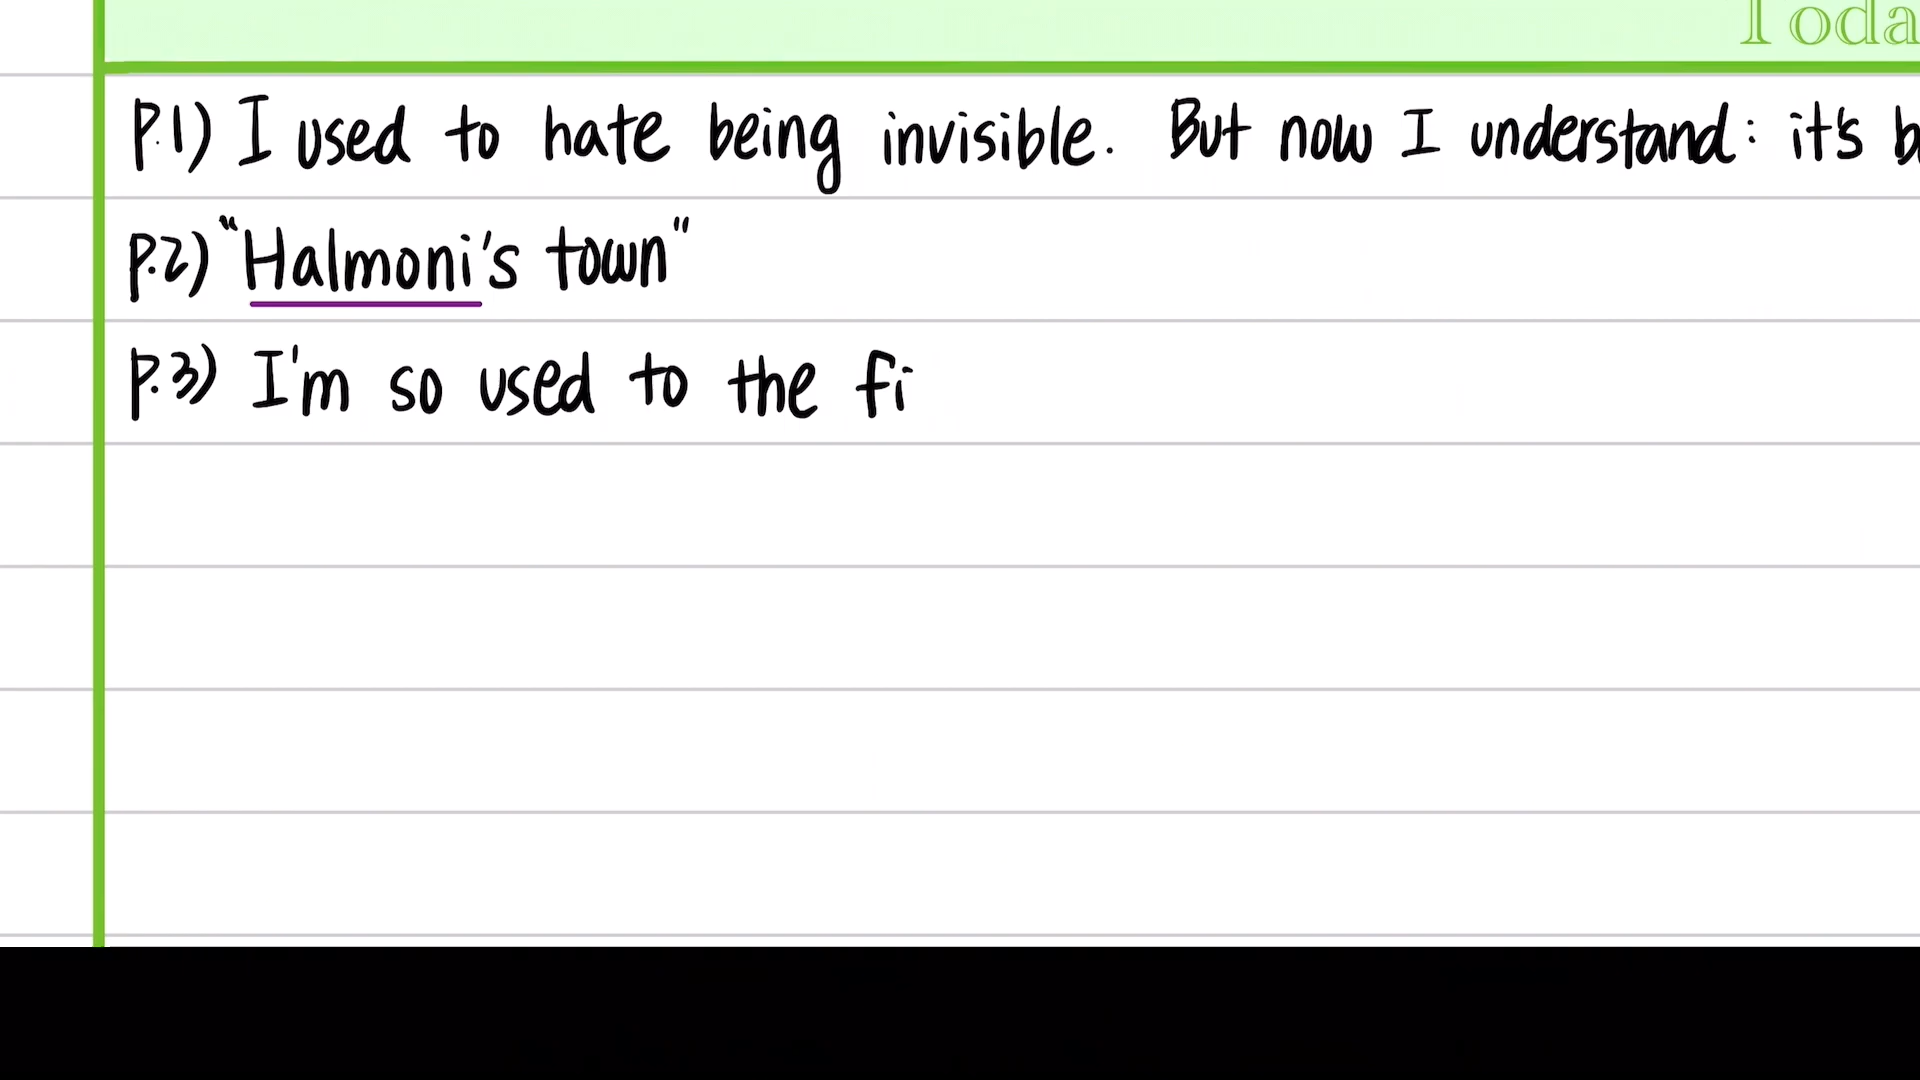 Toda
P.1) I used to hate being invisible. But now I understand: it's b
P.2) "Halmoni's town"
P.3) I'm so used to the fi